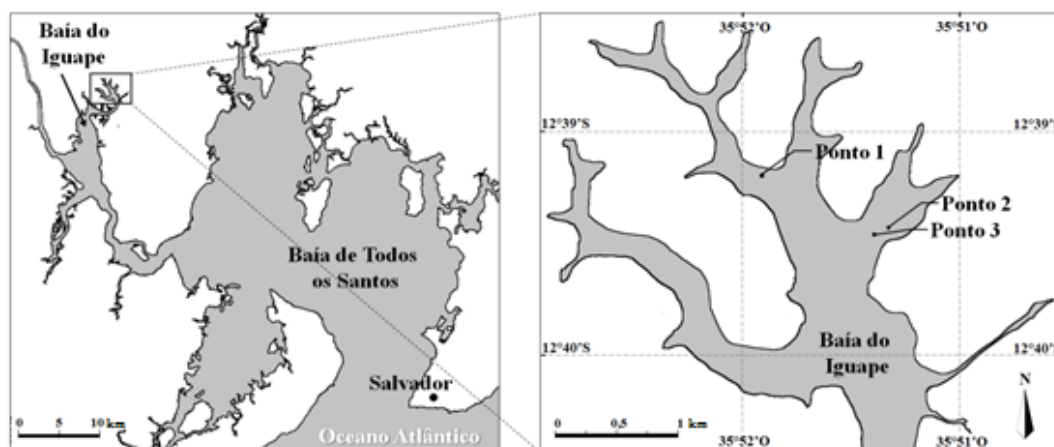 Baía do
Iguape
Baía de Todos
os Santos
Salvador
0 5 10 km
Oceano Atlântico
35°52'O 35°51'O
12°39'S 12°39'S
Ponto 1
Ponto 2
Ponto 3
12°40'S 12°40'S
Baía do
Iguape
N
0 0,5 1 km
35°52'O 35°51'O